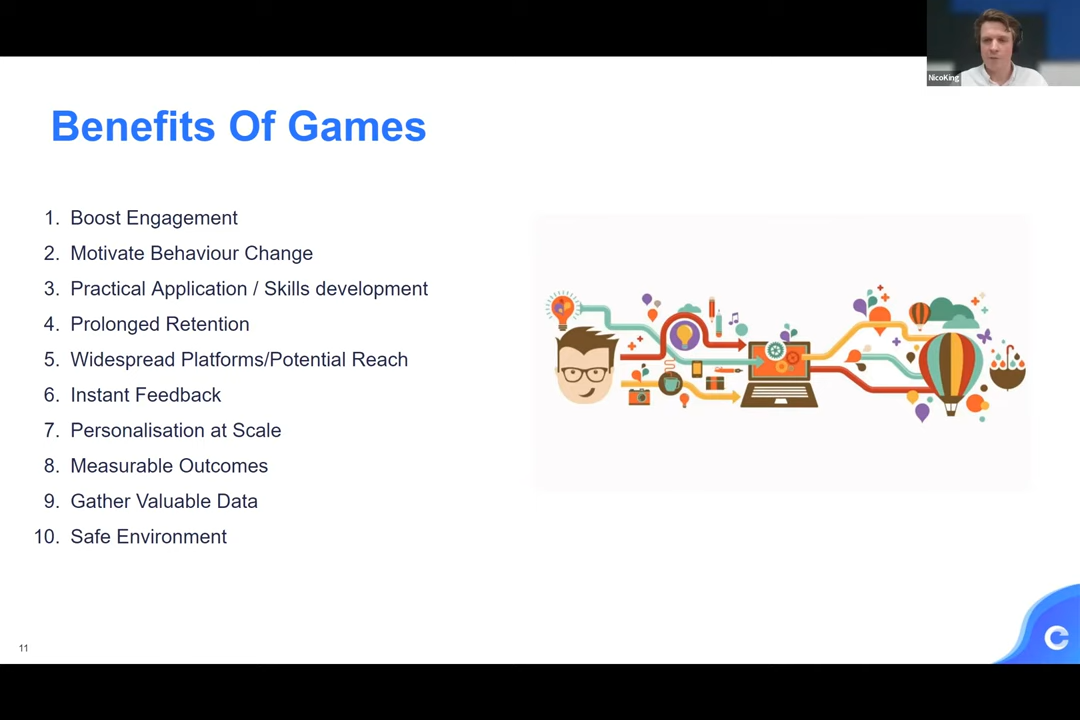 NicoKing
Benefits Of Games
1. Boost Engagement
2. Motivate Behaviour Change
3. Practical Application / Skills development
4. Prolonged Retention
5. Widespread Platforms/Potential Reach
6. Instant Feedback
7. Personalisation at Scale
8. Measurable Outcomes
9. Gather Valuable Data
10. Safe Environment
11